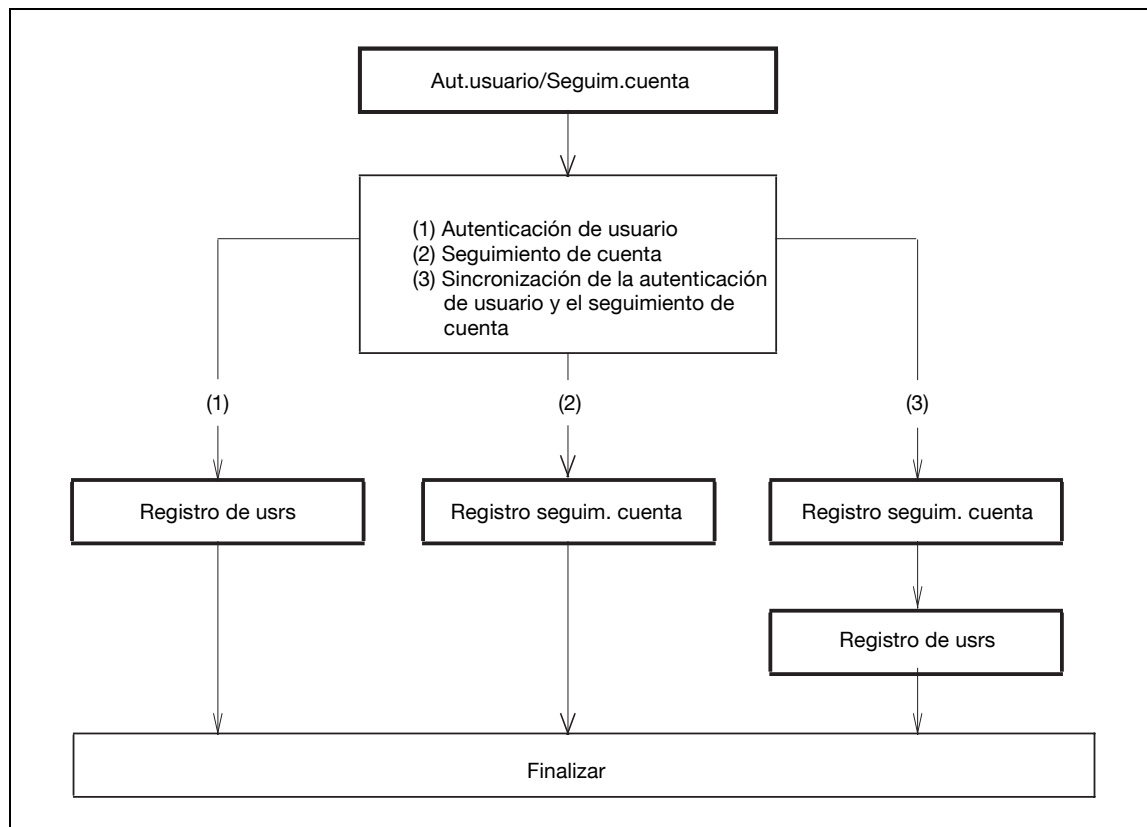 Aut.usuario/Seguim.cuenta
(1) Autenticación de usuario
(2) Seguimiento de cuenta
(3) Sincronización de la autenticación
de usuario y el seguimiento de
cuenta
(1)
(2)
(3)
Registro de usrs
Registro seguim. cuenta
Registro seguim. cuenta
Registro de usrs
Finalizar